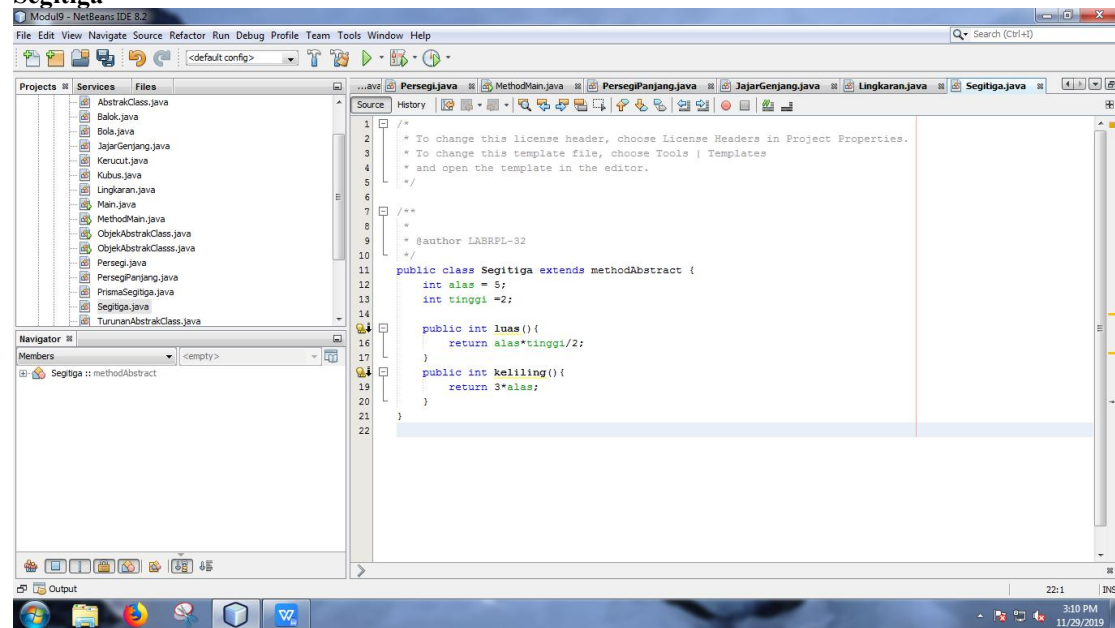 Segitiga
Modul9 - NetBeans IDE 8.2
File Edit View Navigate Source Refactor Run Debug Profile Team Tools Window Help
Search (Ctrl+I)
<default config>
Projects Services Files
...ava Persegi.java MethodMain.java PersegiPanjang.java JajarGenjang.java Lingkaran.java Segitiga.java
Source History
AbstrakClass.java
Balok.java
Bola.java
JajarGenjang.java
Kerucut.java
Kubus.java
Lingkaran.java
Main.java
MethodMain.java
ObjekAbstrakClass.java
ObjekAbstrakClasss.java
Persegi.java
PersegiPanjang.java
PrismaSegitiga.java
Segitiga.java
TurunanAbstrakClass.java
Navigator
Members <empty>
Segitiga :: methodAbstract
1 /*
2 * To change this license header, choose License Headers in Project Properties.
3 * To change this template file, choose Tools | Templates
4 * and open the template in the editor.
5 */
6
7 /**
8 *
9 * @author LABRPL-32
10 */
11 public class Segitiga extends methodAbstract {
12 int alas = 5;
13 int tinggi =2;
14
public int luas(){
16 return alas*tinggi/2;
17 }
public int keliling(){
19 return 3*alas;
20 }
21 }
22
Output
22:1 INS
3:10 PM
11/29/2019